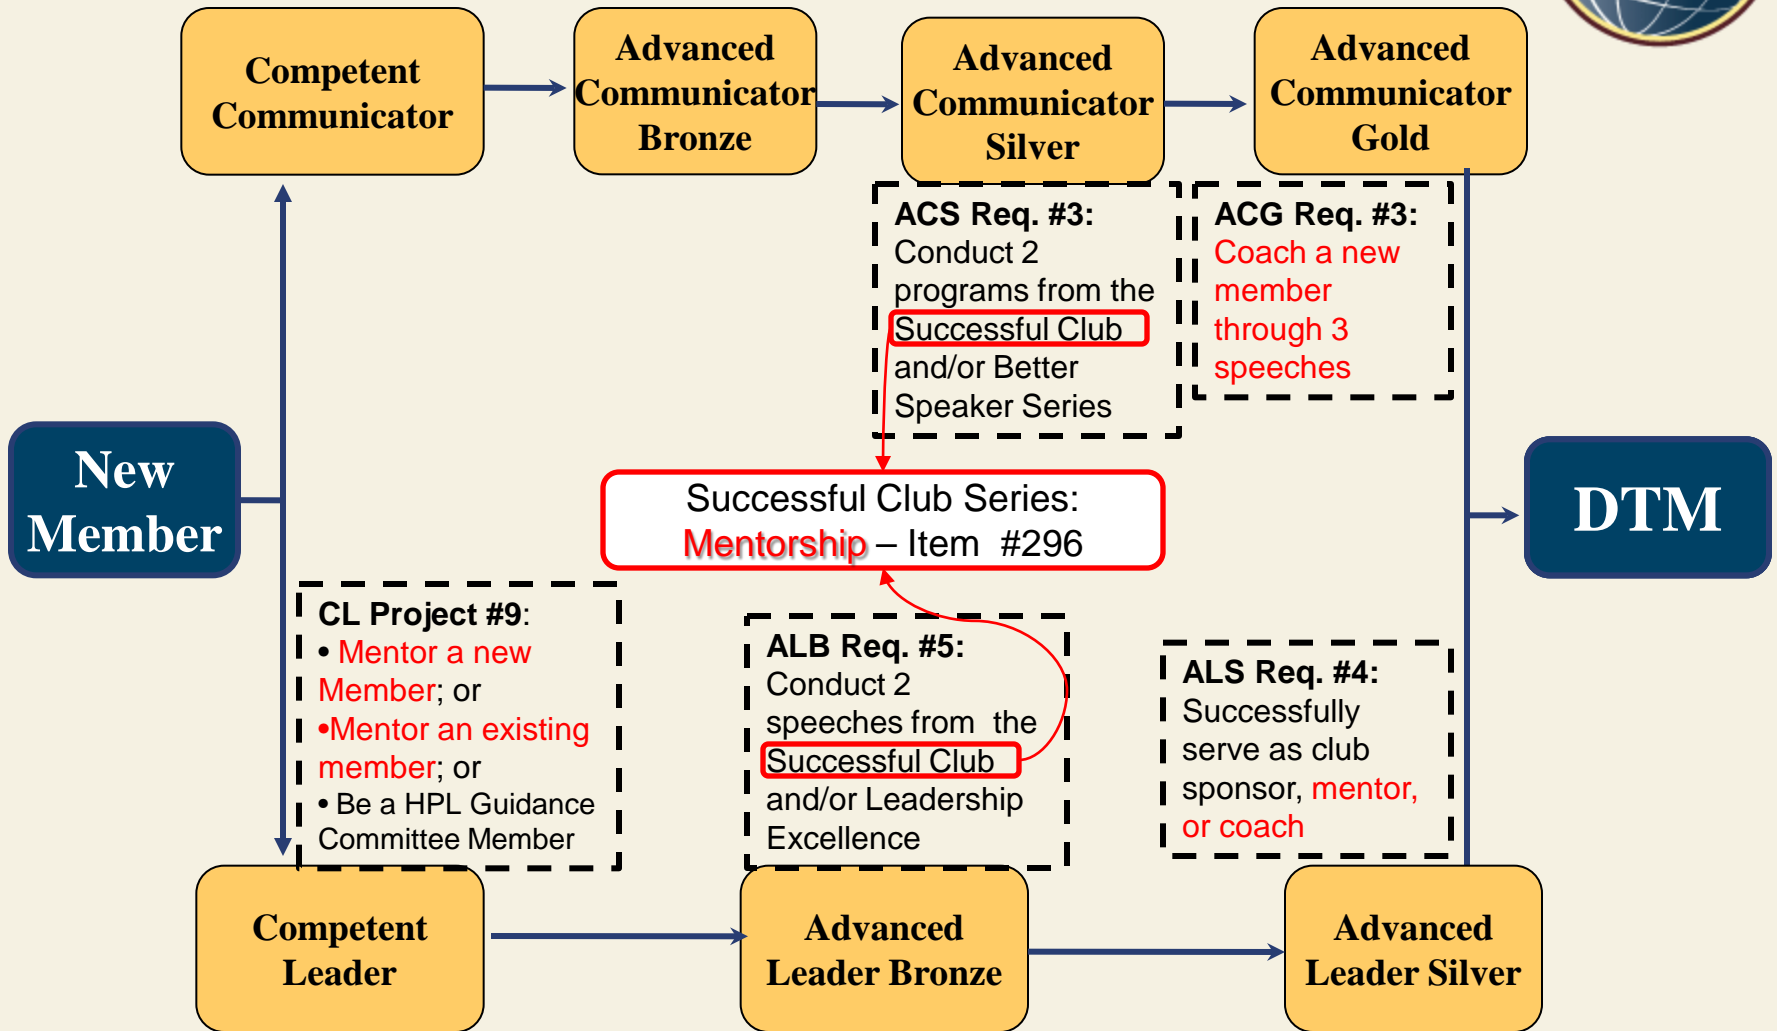 Competent
Communicator
Advanced
Communicator
Bronze
Advanced
Communicator
Silver
Advanced
Communicator
Gold
ACS Req. #3:
Conduct 2
programs from the
Successful Club
and/or Better
Speaker Series
ACG Req. #3:
Coach a new
member
through 3
speeches
New
Member
Successful Club Series:
Mentorship – Item #296
DTM
CL Project #9:
• Mentor a new
Member; or
•Mentor an existing
member; or
• Be a HPL Guidance
Committee Member
ALB Req. #5:
Conduct 2
speeches from the
Successful Club
and/or Leadership
Excellence
ALS Req. #4:
Successfully
serve as club
sponsor, mentor,
or coach
Competent
Leader
Advanced
Leader Bronze
Advanced
Leader Silver